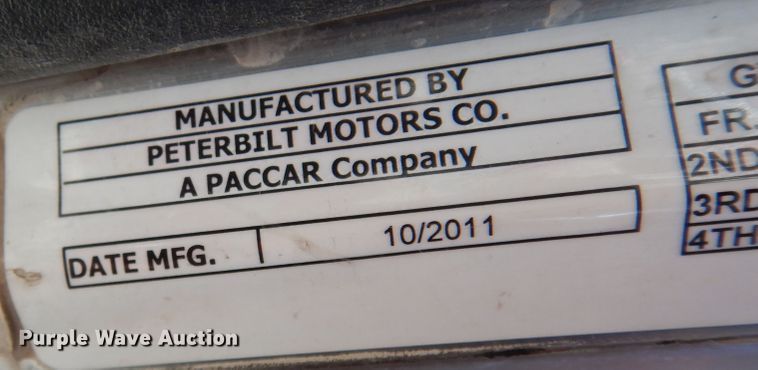 MANUFACTURED BY
PETERBILT MOTORS CO.
A PACCAR Company
DATE MFG. 10/2011
G
FR.
2ND
3RD
4TH
Purple Wave Auction